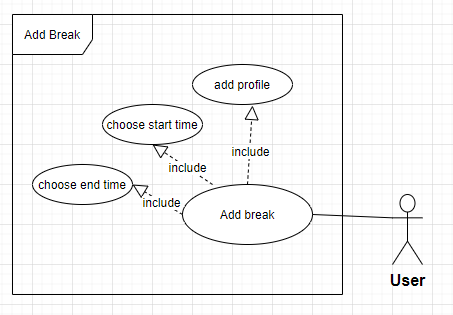 Add Break
add profile
choose start time
include
include
choose end time
include
Add break
User